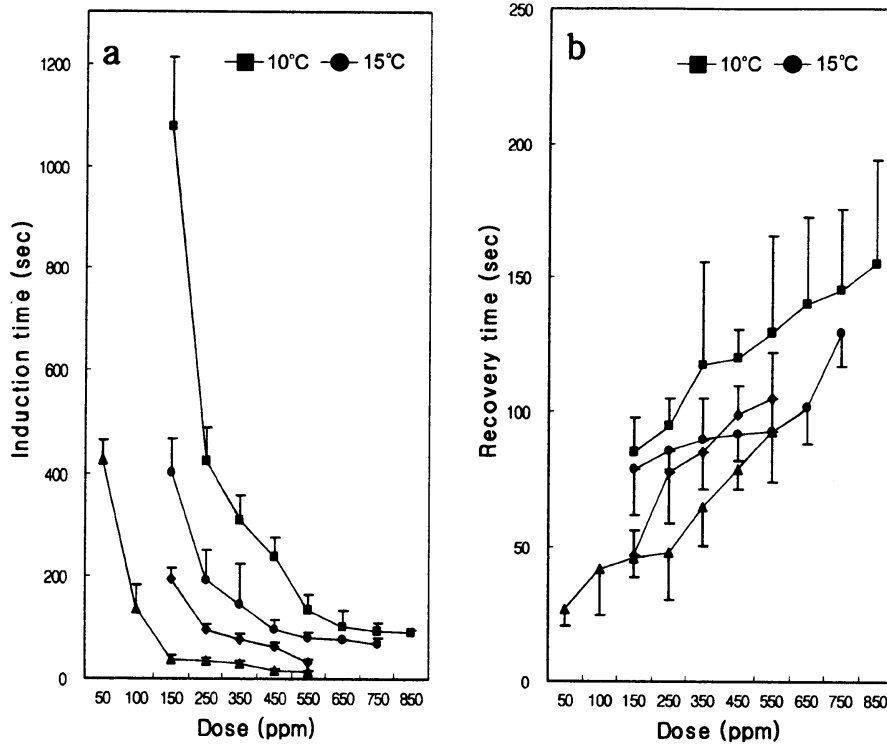 a
10°C 15°C
Induction time (sec)
1200
1000
800
600
400
200
0
50 100 150 250 350 450 550 650 750 850
Dose (ppm)
b
10°C 15°C
Recovery time (sec)
250
200
150
100
50
0
50 100 150 250 350 450 550 650 750 850
Dose (ppm)